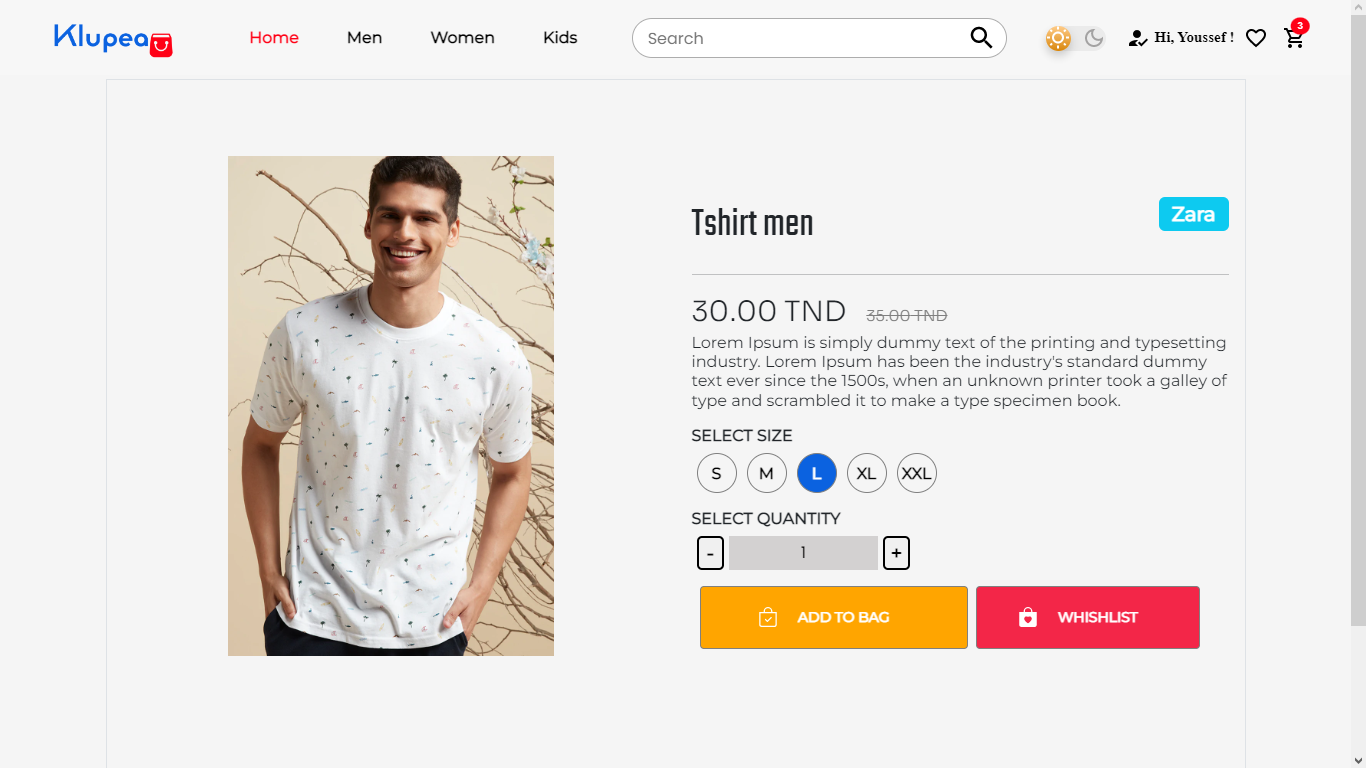 Klupea
Home Men Women Kids
Search
Hi, Youssef !
3
Tshirt men
Zara
30.00 TND 35.00 TND
Lorem Ipsum is simply dummy text of the printing and typesetting
industry. Lorem Ipsum has been the industry's standard dummy
text ever since the 1500s, when an unknown printer took a galley of
type and scrambled it to make a type specimen book.
SELECT SIZE
S M L XL XXL
SELECT QUANTITY
- 1 +
ADD TO BAG
WHISHLIST